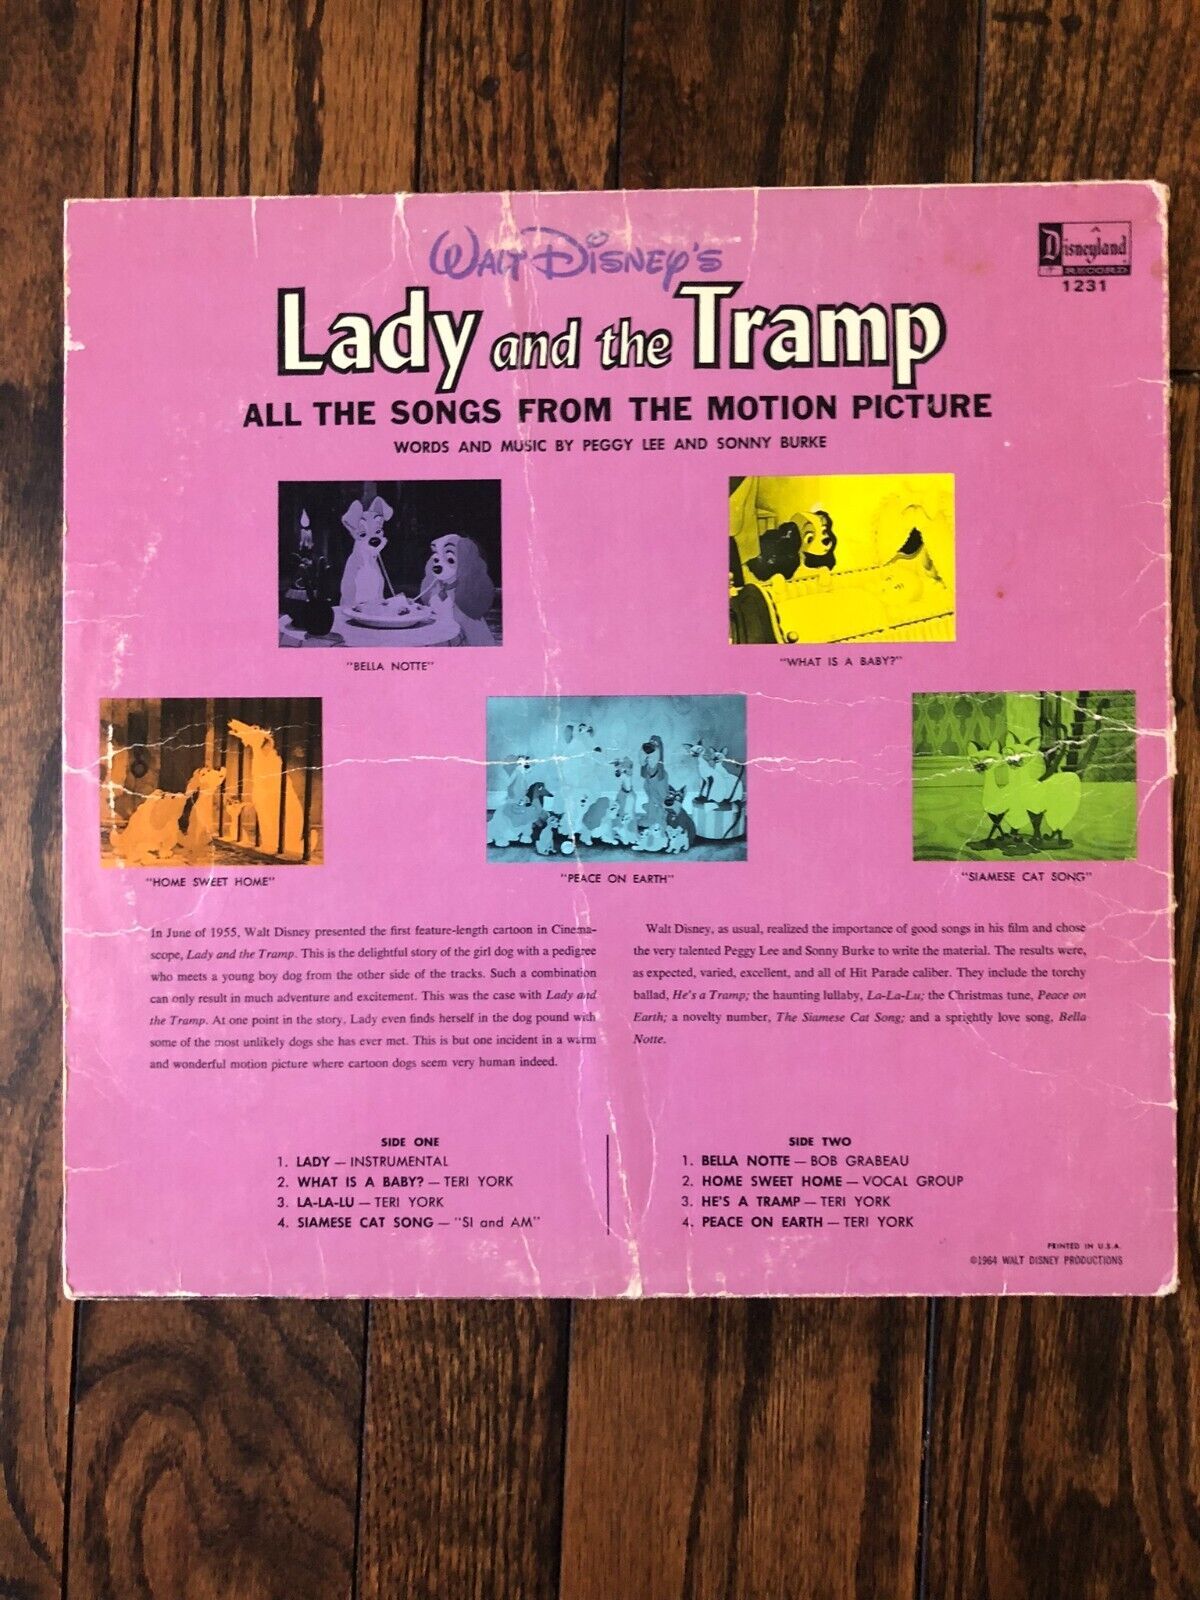 WALT DISNEY'S
Disneyland
RECORD
1231
Lady and the Tramp
ALL THE SONGS FROM THE MOTION PICTURE
WORDS AND MUSIC BY PEGGY LEE AND SONNY BURKE
"BELLA NOTTE"
"WHAT IS A BABY?"
"HOME SWEET HOME"
"PEACE ON EARTH"
"SIAMESE CAT SONG"
In June of 1955, Walt Disney presented the first feature-length cartoon in Cinema-
scope, Lady and the Tramp. This is the delightful story of the girl dog with a pedigree
who meets a young boy dog from the other side of the tracks. Such a combination
can only result in much adventure and excitement. This was the case with Lady and
the Tramp. At one point in the story, Lady even finds herself in the dog pound with
some of the most unlikely dogs she has ever met. This is but one incident in a warm
and wonderful motion picture where cartoon dogs seem very human indeed.
Walt Disney, as usual, realized the importance of good songs in his film and chose
the very talented Peggy Lee and Sonny Burke to write the material. The results were,
as expected, varied, excellent, and all of Hit Parade caliber. They include the torchy
ballad, He's a Tramp; the haunting lullaby, La-La-Lu; the Christmas tune, Peace on
Earth; a novelty number, The Siamese Cat Song; and a sprightly love song, Bella
Notte.
SIDE ONE
1. LADY — INSTRUMENTAL
2. WHAT IS A BABY? — TERI YORK
3. LA-LA-LU — TERI YORK
4. SIAMESE CAT SONG — "SI and AM"
SIDE TWO
1. BELLA NOTTE — BOB GRABEAU
2. HOME SWEET HOME — VOCAL GROUP
3. HE'S A TRAMP — TERI YORK
4. PEACE ON EARTH — TERI YORK
PRINTED IN U.S.A.
©1964 WALT DISNEY PRODUCTIONS